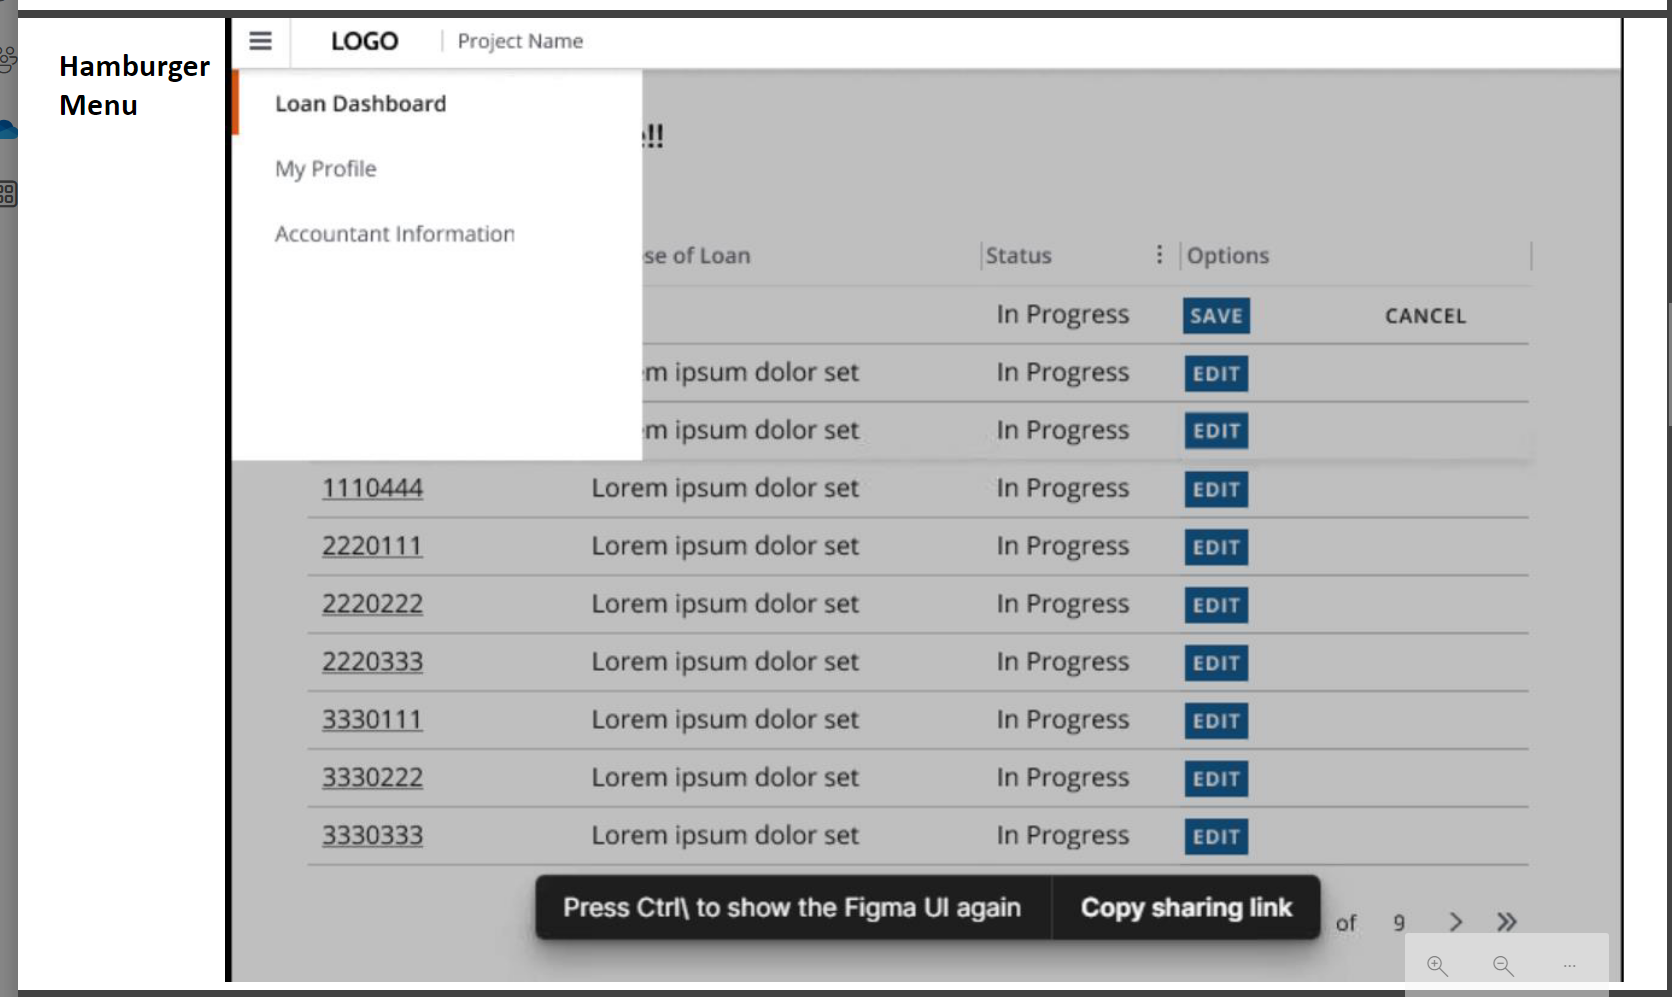 Hamburger
Menu
LOGO
Project Name
Loan Dashboard
My Profile
Accountant Information
!!
se of Loan
Status
Options
In Progress
SAVE
CANCEL
m ipsum dolor set
In Progress
EDIT
m ipsum dolor set
In Progress
EDIT
1110444
Lorem ipsum dolor set
In Progress
EDIT
2220111
Lorem ipsum dolor set
In Progress
EDIT
2220222
Lorem ipsum dolor set
In Progress
EDIT
2220333
Lorem ipsum dolor set
In Progress
EDIT
3330111
Lorem ipsum dolor set
In Progress
EDIT
3330222
Lorem ipsum dolor set
In Progress
EDIT
3330333
Lorem ipsum dolor set
In Progress
EDIT
Press Ctrl\ to show the Figma UI again
Copy sharing link
of 9